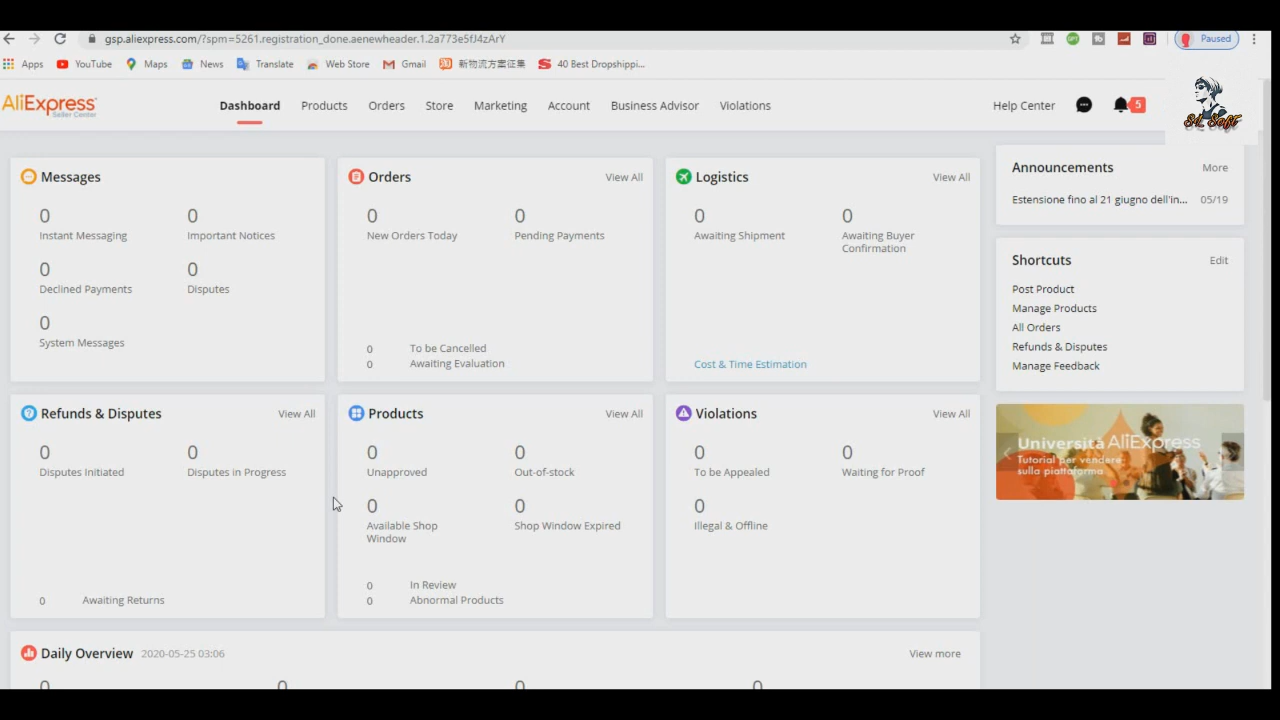 gsp.aliexpress.com/?spm=5261.registration_done.aenewheader.1.2a773e5fJ4zArY
Paused
Apps YouTube Maps News Translate Web Store Gmail 新物流方案征集 40 Best Dropshippi...
AliExpress
Seller Center
Dashboard Products Orders Store Marketing Account Business Advisor Violations
Help Center 5
SL Soft
Messages
0 0
Instant Messaging Important Notices
0 0
Declined Payments Disputes
0
System Messages
Orders View All
0 0
New Orders Today Pending Payments
0 To be Cancelled
0 Awaiting Evaluation
Logistics View All
0 0
Awaiting Shipment Awaiting Buyer
Confirmation
Cost & Time Estimation
Announcements More
Estensione fino al 21 giugno dell'in... 05/19
Shortcuts Edit
Post Product
Manage Products
All Orders
Refunds & Disputes
Manage Feedback
Refunds & Disputes View All
0 0
Disputes Initiated Disputes in Progress
0 Awaiting Returns
Products View All
0 0
Unapproved Out-of-stock
0 0
Available Shop Shop Window Expired
Window
0 In Review
0 Abnormal Products
Violations View All
0 0
To be Appealed Waiting for Proof
0
Illegal & Offline
Università AliExpress
Tutorial per vendere
sulla piattaforma
Daily Overview 2020-05-25 03:06 View more
0 0 0 0